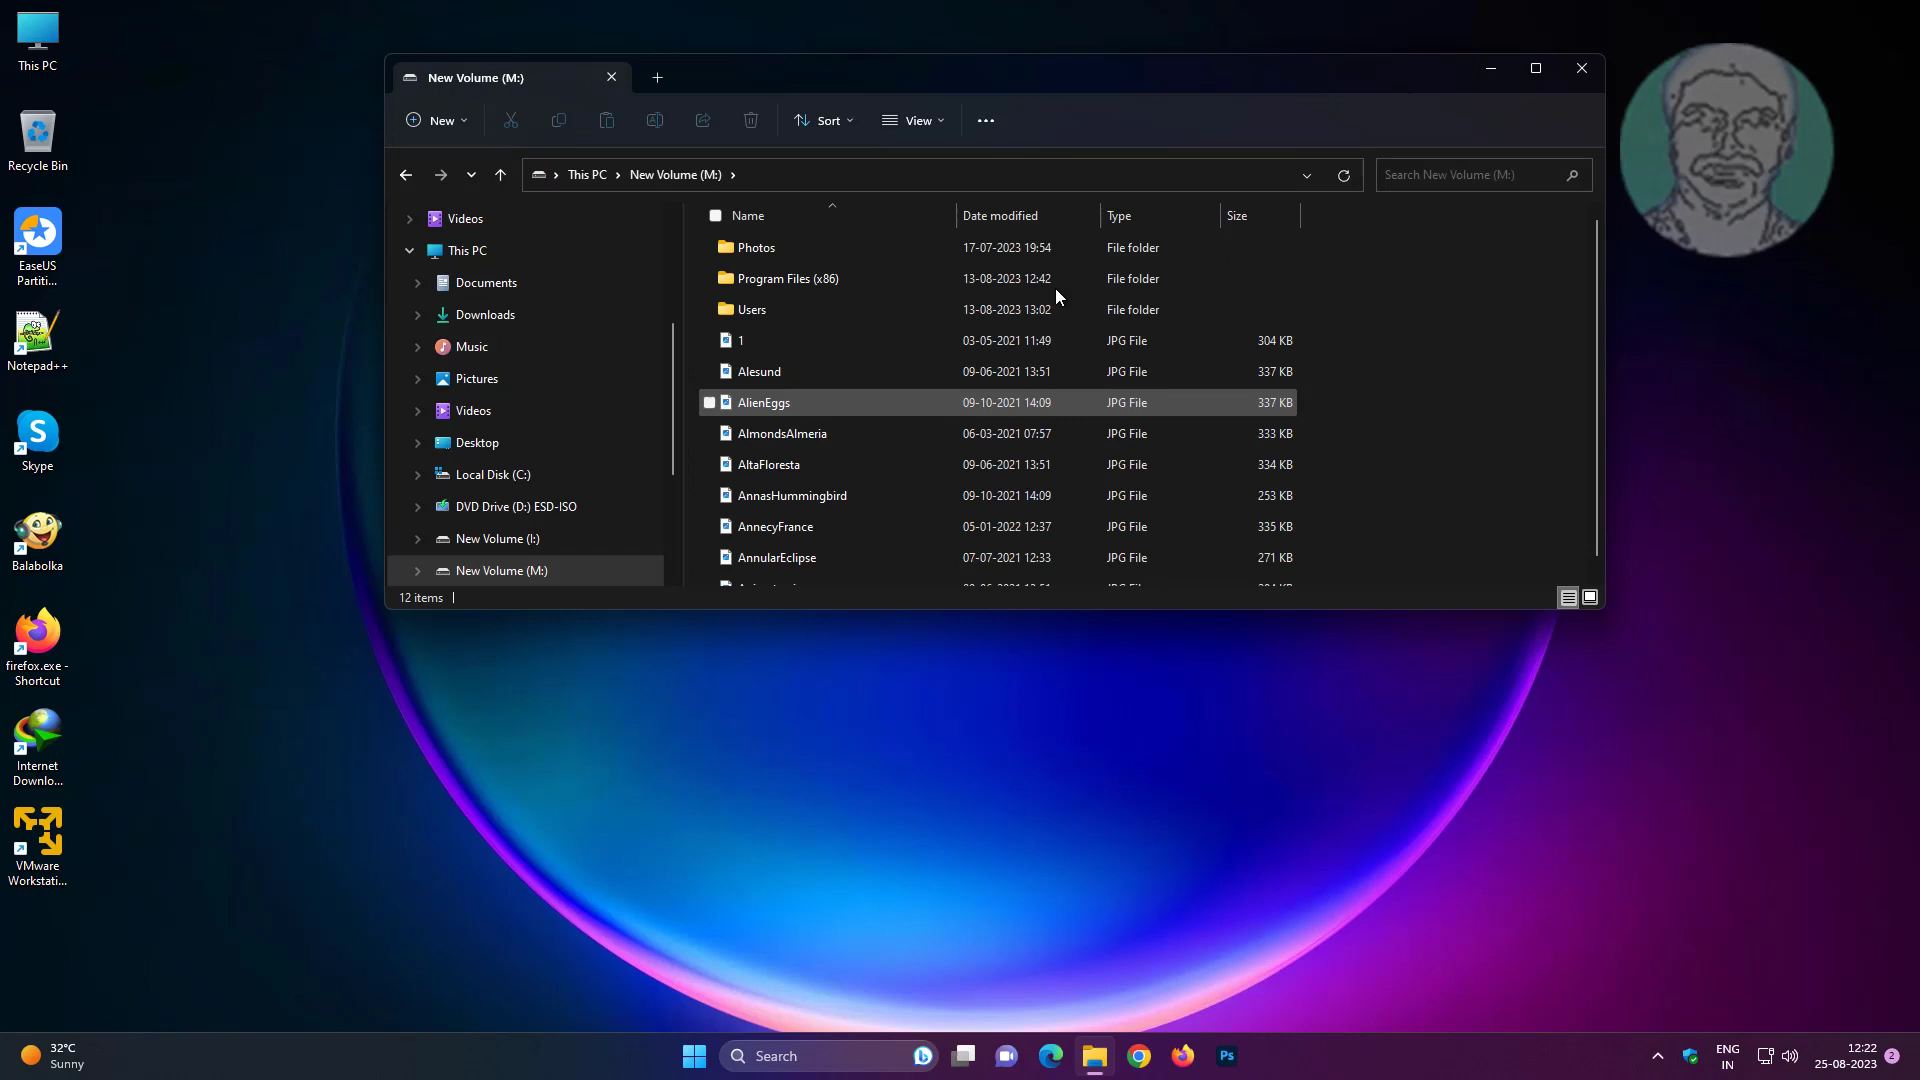 This PC
Recycle Bin
EaseUS
Partiti...
Notepad++
Skype
Balabolka
firefox.exe -
Shortcut
Internet
Downlo...
VMware
Workstati...
New Volume (M:)
New
Sort
View
This PC
New Volume (M:)
Search New Volume (M:)
Videos
This PC
Documents
Downloads
Music
Pictures
Videos
Desktop
Local Disk (C:)
DVD Drive (D:) ESD-ISO
New Volume (I:)
New Volume (M:)
Name Date modified Type Size
Photos 17-07-2023 19:54 File folder
Program Files (x86) 13-08-2023 12:42 File folder
Users 13-08-2023 13:02 File folder
1 03-05-2021 11:49 JPG File 304 KB
Alesund 09-06-2021 13:51 JPG File 337 KB
AlienEggs 09-10-2021 14:09 JPG File 337 KB
AlmondsAlmeria 06-03-2021 07:57 JPG File 333 KB
AltaFloresta 09-06-2021 13:51 JPG File 334 KB
AnnasHummingbird 09-10-2021 14:09 JPG File 253 KB
AnnecyFrance 05-01-2022 12:37 JPG File 335 KB
AnnularEclipse 07-07-2021 12:33 JPG File 271 KB
12 items
32°C
Sunny
Search
Ps
ENG
IN
12:22
25-08-2023
2